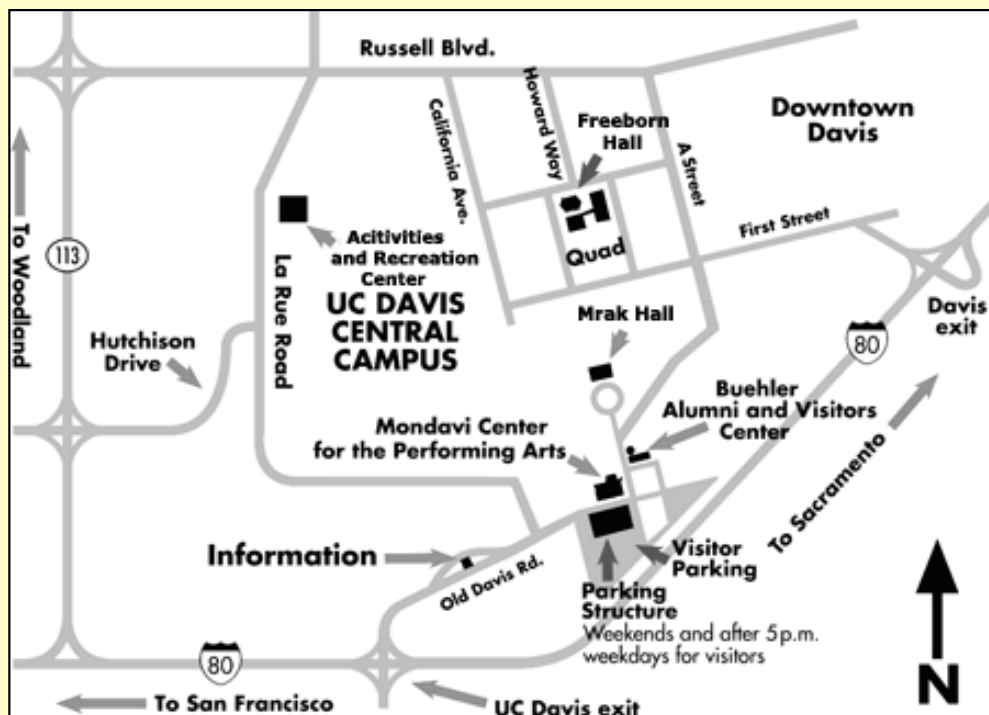 Russell Blvd.
Howard Way
California Ave.
Freeborn
Hall
A Street
Downtown
Davis
To Woodland
113
Acitivities
and Recreation
Center
La Rue Road
Quad
First Street
UC DAVIS
CENTRAL
CAMPUS
Mrak Hall
Davis
exit
80
Hutchison
Drive
Buehler
Alumni and Visitors
Center
Mondavi Center
for the Performing Arts
To Sacramento
Information
Old Davis Rd.
Visitor
Parking
Parking
Structure
Weekends and after 5p.m.
weekdays for visitors
80
To San Francisco
UC Davis exit
N